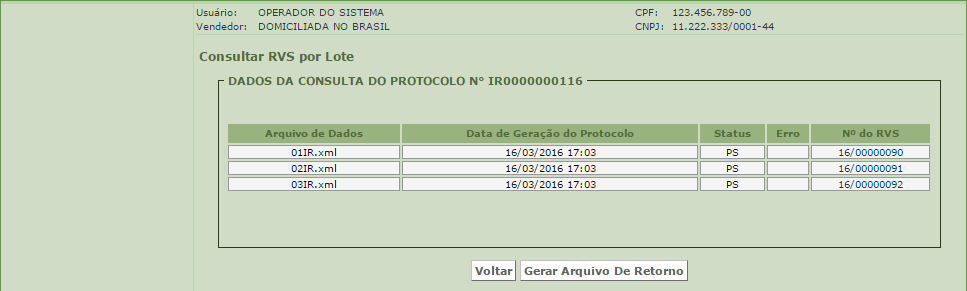 Usuário: OPERADOR DO SISTEMA CPF: 123.456.789-00
Vendedor: DOMICILIADA NO BRASIL CNPJ: 11.222.333/0001-44
Consultar RVS por Lote
DADOS DA CONSULTA DO PROTOCOLO N° IR0000000116
Arquivo de Dados Data de Geração do Protocolo Status Erro Nº do RVS
01IR.xml 16/03/2016 17:03 PS 16/00000090
02IR.xml 16/03/2016 17:03 PS 16/00000091
03IR.xml 16/03/2016 17:03 PS 16/00000092
Voltar Gerar Arquivo De Retorno